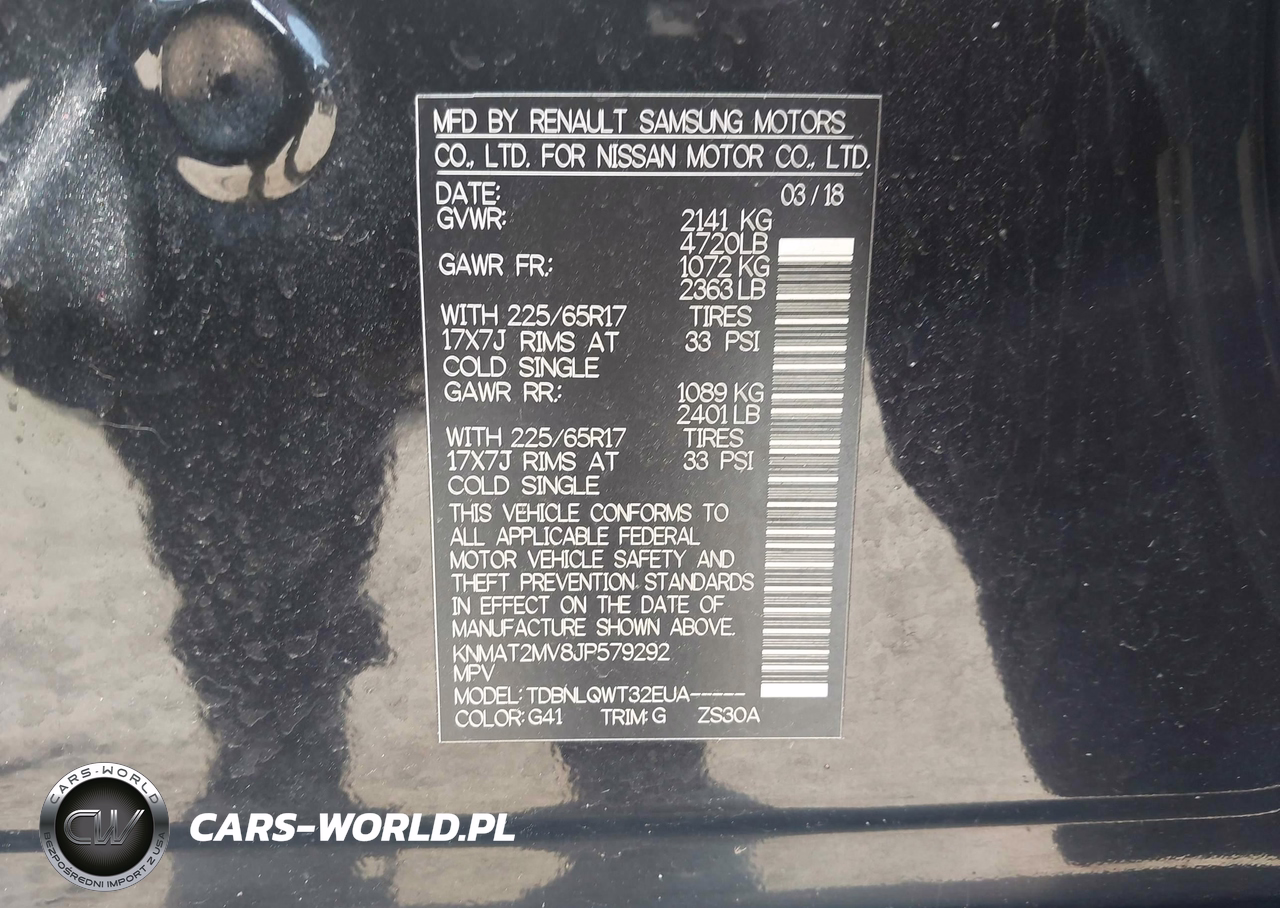 MFD BY RENAULT SAMSUNG MOTORS
CO., LTD. FOR NISSAN MOTOR CO., LTD.
DATE: 03 / 18
GVWR: 2141 KG
4720LB
GAWR FR.: 1072 KG
2363 LB
WITH 225/65R17 TIRES
17X7J RIMS AT 33 PSI
COLD SINGLE
GAWR RR.: 1089 KG
2401 LB
WITH 225/65R17 TIRES
17X7J RIMS AT 33 PSI
COLD SINGLE
THIS VEHICLE CONFORMS TO
ALL APPLICABLE FEDERAL
MOTOR VEHICLE SAFETY AND
THEFT PREVENTION STANDARDS
IN EFFECT ON THE DATE OF
MANUFACTURE SHOWN ABOVE.
KNMAT2MV8JP579292
MPV
MODEL: TDBNLQWT32EUA-----
COLOR: G41 TRIM: G ZS30A
CARS-WORLD
CW
BEZPOŚREDNI IMPORT Z USA
CARS-WORLD.PL